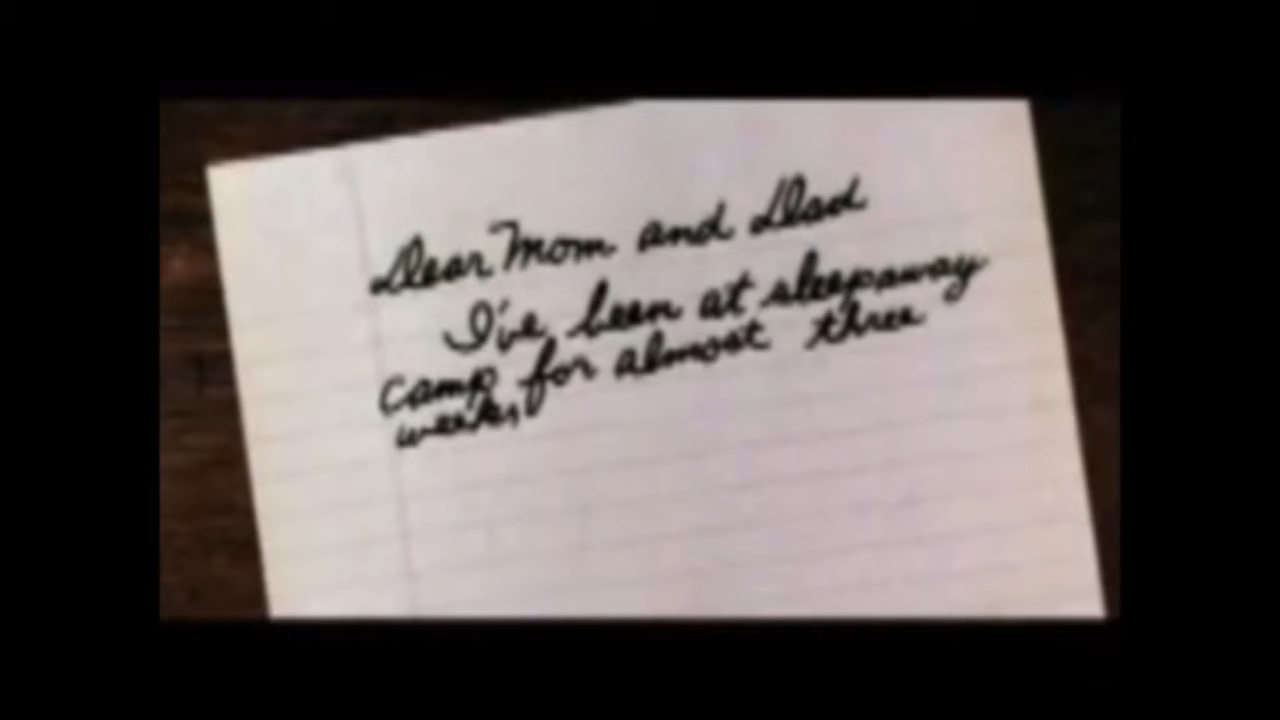 Dear Mom and Dad
I've been at sleepaway
camp for almost three
weeks,